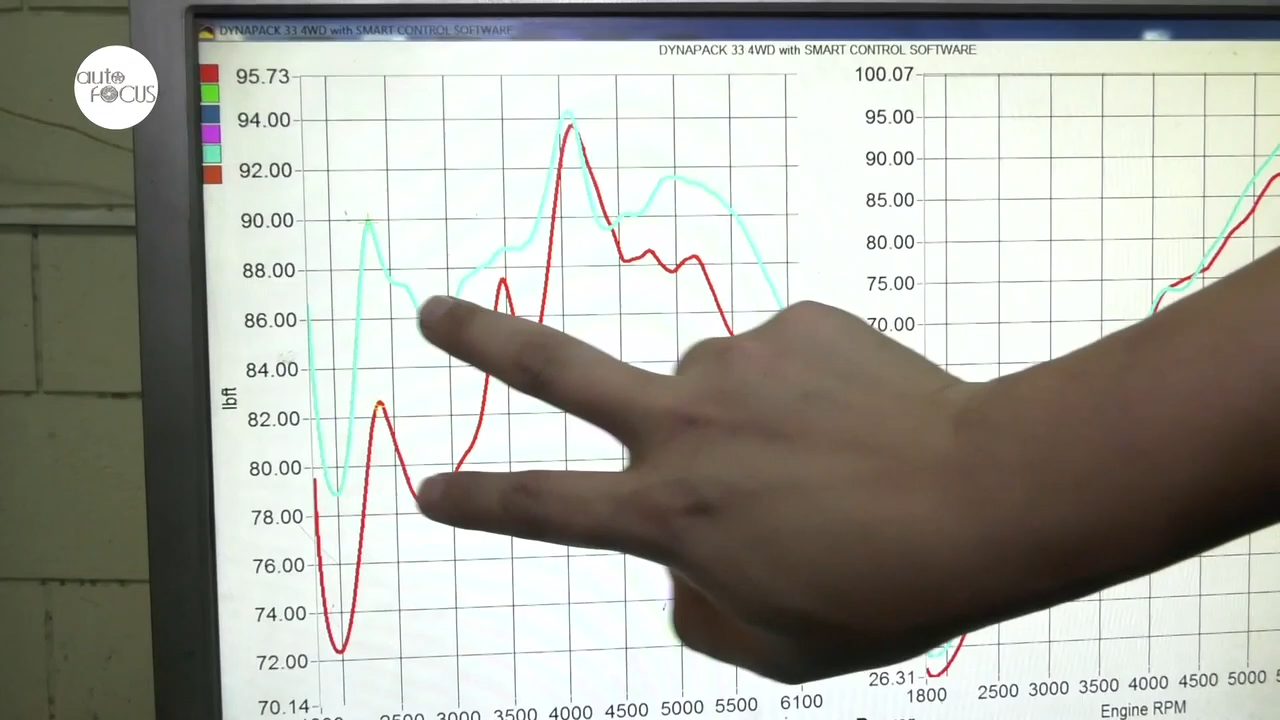 auto
FOCUS
DYNAPACK 33 4WD with SMART CONTROL SOFTWARE
DYNAPACK 33 4WD with SMART CONTROL SOFTWARE
95.73
94.00
92.00
90.00
88.00
86.00
84.00
82.00
80.00
78.00
76.00
74.00
72.00
70.14
lbft
2500 3000 3500 4000 4500 5000 5500 6100
100.07
95.00
90.00
85.00
80.00
75.00
70.00
26.31
1800 2500 3000 3500 4000 4500 5000
Engine RPM